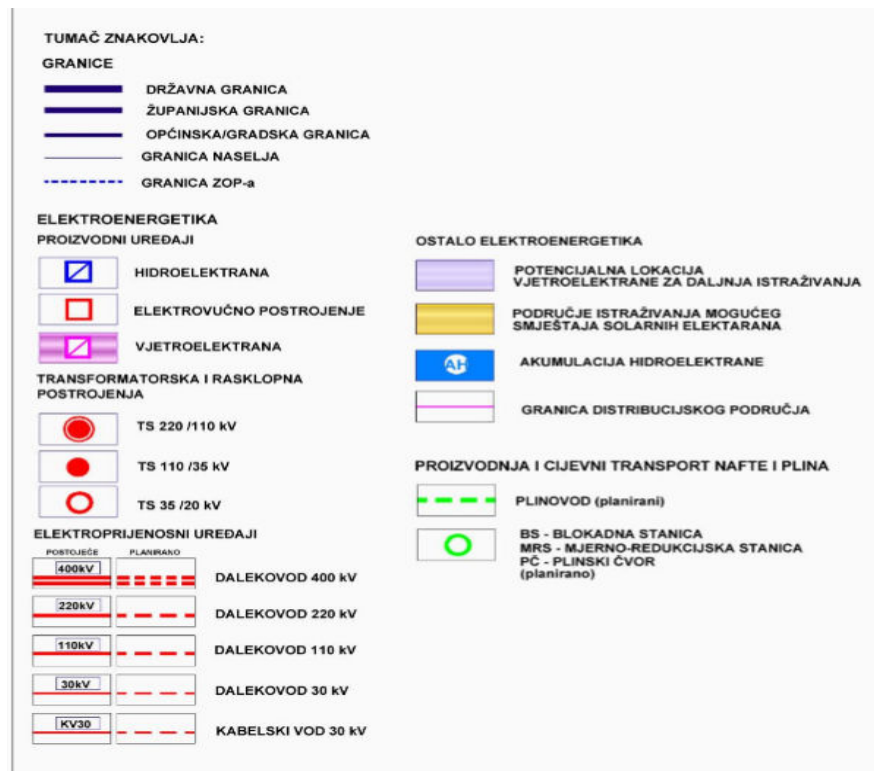 TUMAČ ZNAKOVLJA:
GRANICE
DRŽAVNA GRANICA
ŽUPANIJSKA GRANICA
OPĆINSKA/GRADSKA GRANICA
GRANICA NASELJA
GRANICA ZOP-a
ELEKTROENERGETIKA
PROIZVODNI UREĐAJI
HIDROELEKTRANA
ELEKTROVUČNO POSTROJENJE
VJETROELEKTRANA
TRANSFORMATORSKA I RASKLOPNA
POSTROJENJA
TS 220 /110 kV
TS 110 /35 kV
TS 35 /20 kV
ELEKTROPRIJENOSNI UREĐAJI
POSTOJEĆE PLANIRANO
400kV DALEKOVOD 400 kV
220kV DALEKOVOD 220 kV
110kV DALEKOVOD 110 kV
30kV DALEKOVOD 30 kV
KV30 KABELSKI VOD 30 kV
OSTALO ELEKTROENERGETIKA
POTENCIJALNA LOKACIJA
VJETROELEKTRANE ZA DALJNJA ISTRAŽIVANJA
PODRUČJE ISTRAŽIVANJA MOGUĆEG
SMJEŠTAJA SOLARNIH ELEKTARANA
AH AKUMULACIJA HIDROELEKTRANE
GRANICA DISTRIBUCIJSKOG PODRUČJA
PROIZVODNJA I CIJEVNI TRANSPORT NAFTE I PLINA
PLINOVOD (planirani)
BS - BLOKADNA STANICA
MRS - MJERNO-REDUKCIJSKA STANICA
PČ - PLINSKI ČVOR
(planirano)